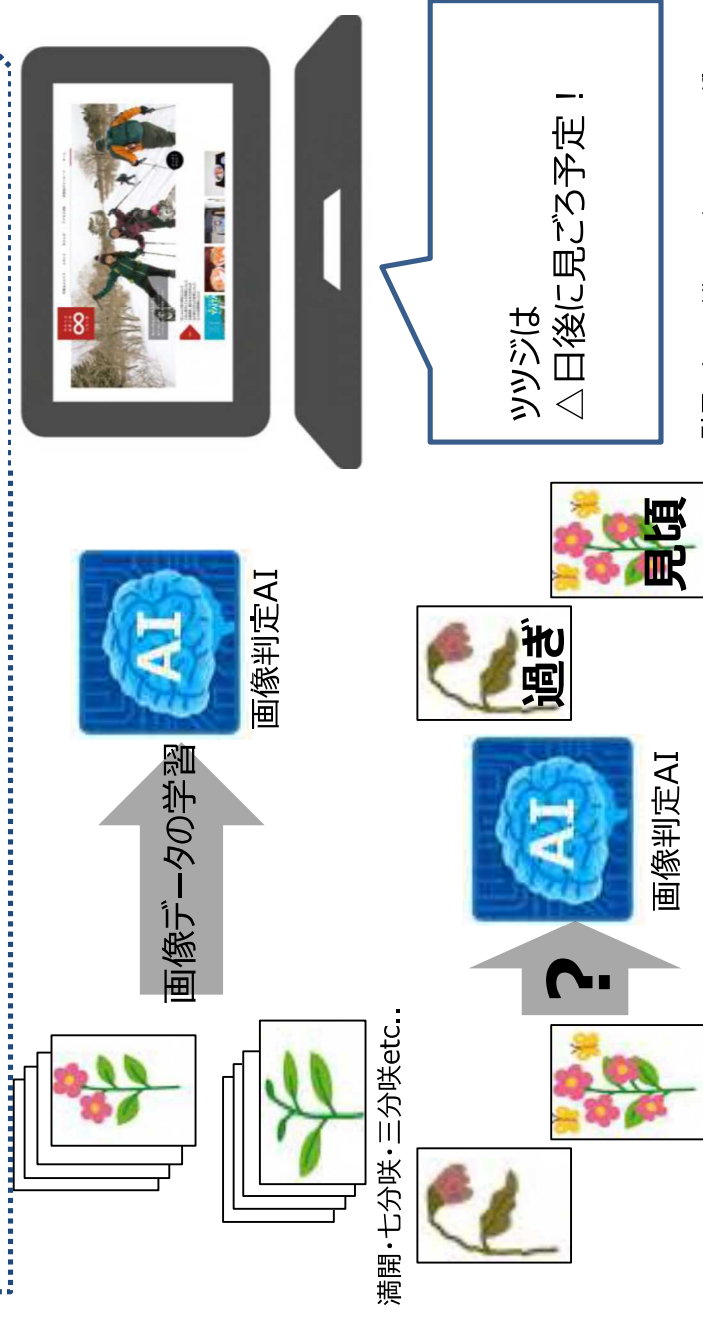 画像データの学習
AI
画像判定AI
満開・七分咲・三分咲etc..
?
AI
画像判定AI
過ぎ
見頃
ツツジは
△日後に見ごろ予定！